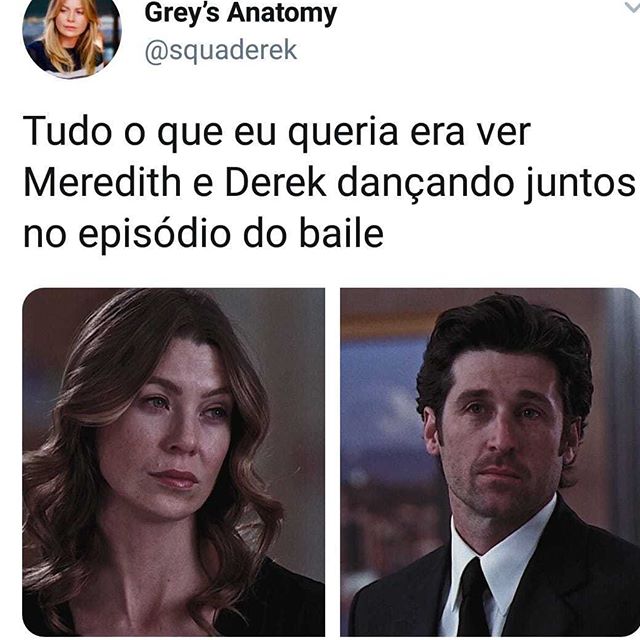 Grey’s Anatomy
@squaderek
Tudo o que eu queria era ver
Meredith e Derek dançando juntos
no episódio do baile